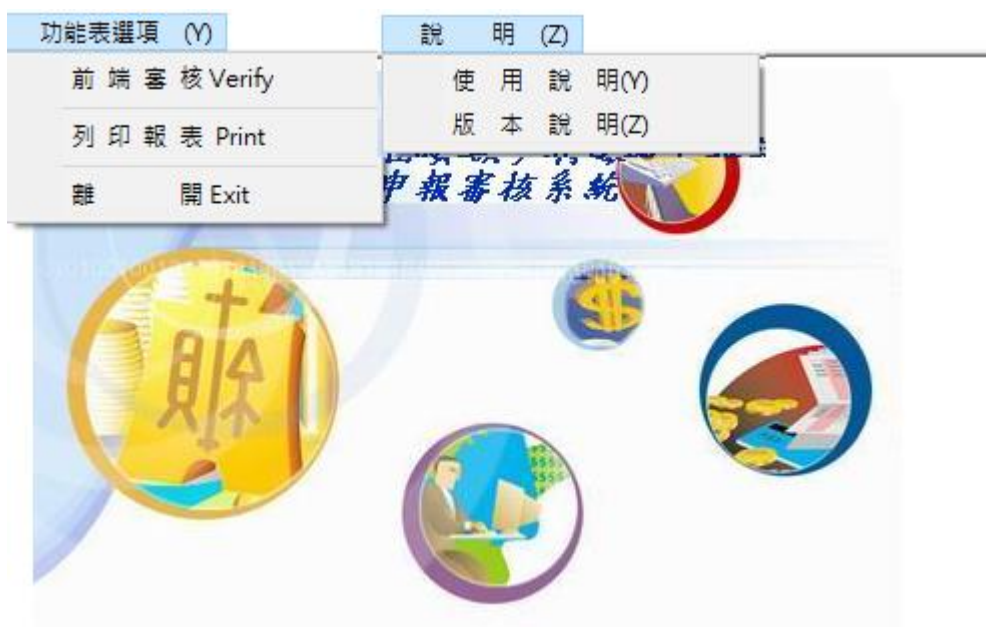 功能表選項 (Y)
前 端 審 核 Verify
列 印 報 表 Print
離 開 Exit
說 明 (Z)
使 用 說 明(Y)
版 本 說 明(Z)
申報審核系統
財
$